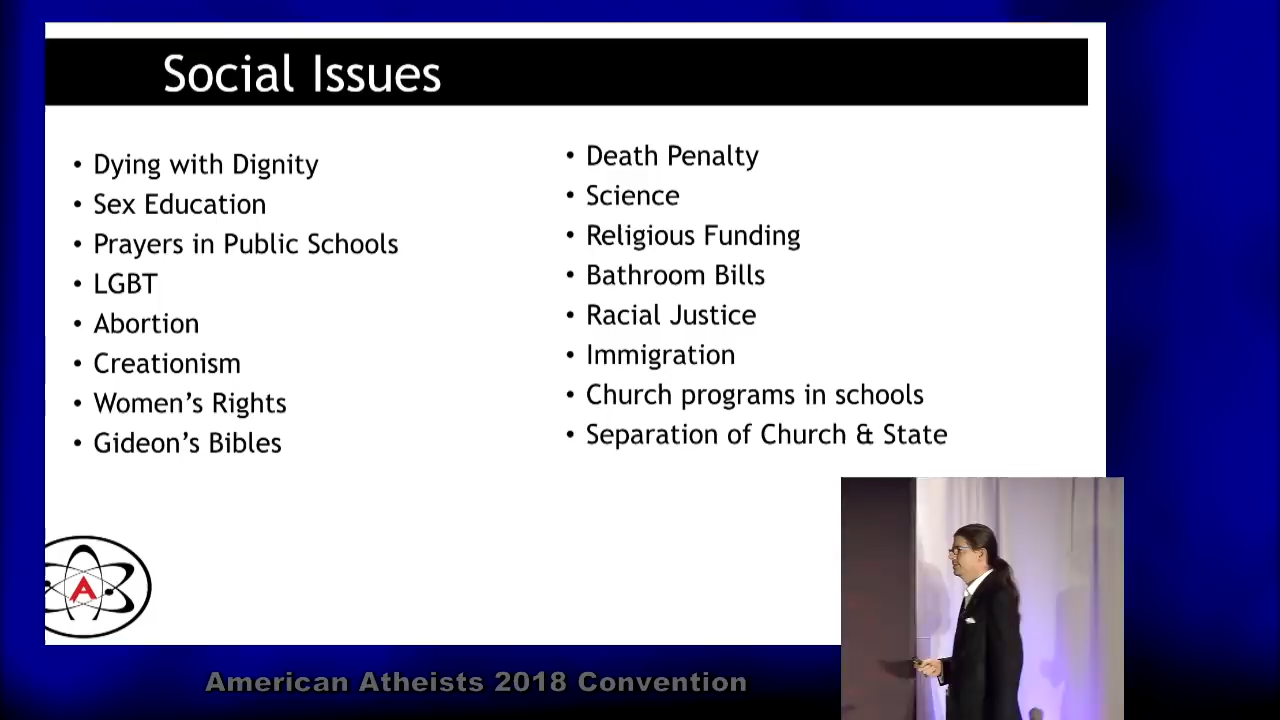 Social Issues
• Dying with Dignity
• Sex Education
• Prayers in Public Schools
• LGBT
• Abortion
• Creationism
• Women’s Rights
• Gideon’s Bibles
• Death Penalty
• Science
• Religious Funding
• Bathroom Bills
• Racial Justice
• Immigration
• Church programs in schools
• Separation of Church & State
A
American Atheists 2018 Convention